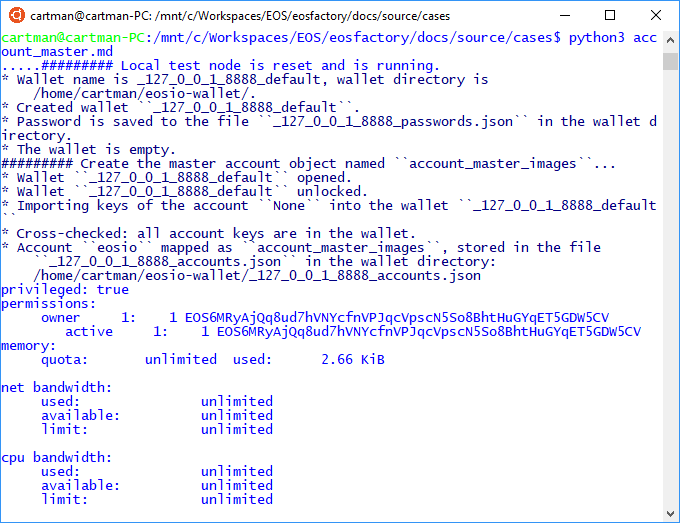 cartman@cartman-PC: /mnt/c/Workspaces/EOS/eosfactory/docs/source/cases
cartman@cartman-PC:/mnt/c/Workspaces/EOS/eosfactory/docs/source/cases$ python3 acc
ount_master.md
.....######### Local test node is reset and is running.
* Wallet name is _127_0_0_1_8888_default, wallet directory is
    /home/cartman/eosio-wallet/.
* Created wallet ``_127_0_0_1_8888_default``.
* Password is saved to the file ``_127_0_0_1_8888_passwords.json`` in the wallet d
irectory.
* The wallet is empty.
######### Create the master account object named ``account_master_images``...
* Wallet ``_127_0_0_1_8888_default`` opened.
* Wallet ``_127_0_0_1_8888_default`` unlocked.
* Importing keys of the account ``None`` into the wallet ``_127_0_0_1_8888_default
``
* Cross-checked: all account keys are in the wallet.
* Account ``eosio`` mapped as ``account_master_images``, stored in the file
    ``_127_0_0_1_8888_accounts.json`` in the wallet directory:
    /home/cartman/eosio-wallet/_127_0_0_1_8888_accounts.json
privileged: true
permissions:
     owner     1:    1 EOS6MRyAjQq8ud7hVNYcfnVPJqcVpscN5So8BhtHuGYqET5GDW5CV
        active     1:    1 EOS6MRyAjQq8ud7hVNYcfnVPJqcVpscN5So8BhtHuGYqET5GDW5CV
memory:
     quota:       unlimited  used:      2.66 KiB
net bandwidth:
     used:               unlimited
     available:          unlimited
     limit:              unlimited
cpu bandwidth:
     used:               unlimited
     available:          unlimited
     limit:              unlimited